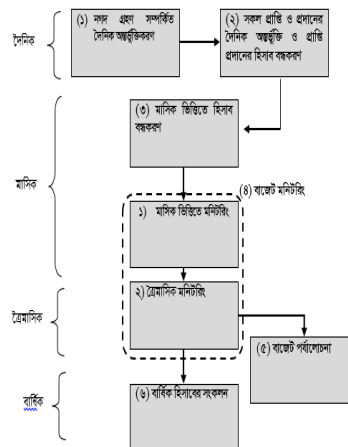 দৈনিক
(১) নগদ গ্রহণ সম্পর্কিত
দৈনিক অন্তর্ভুক্তিকরণ
(২) সকল প্রাপ্তি ও প্রদানের
দৈনিক অন্তর্ভুক্তি ও প্রাপ্তি
প্রদানের হিসাব বন্ধকরণ
মাসিক
(৩) মাসিক ভিত্তিতে হিসাব
বন্ধকরণ
(৪) বাজেট মনিটরিং
১) মাসিক ভিত্তিতে মনিটরিং
ত্রৈমাসিক
২) ত্রৈমাসিক মনিটরিং
(৫) বাজেট পর্যালোচনা
বার্ষিক
(৬) বার্ষিক হিসাবের সংকলন